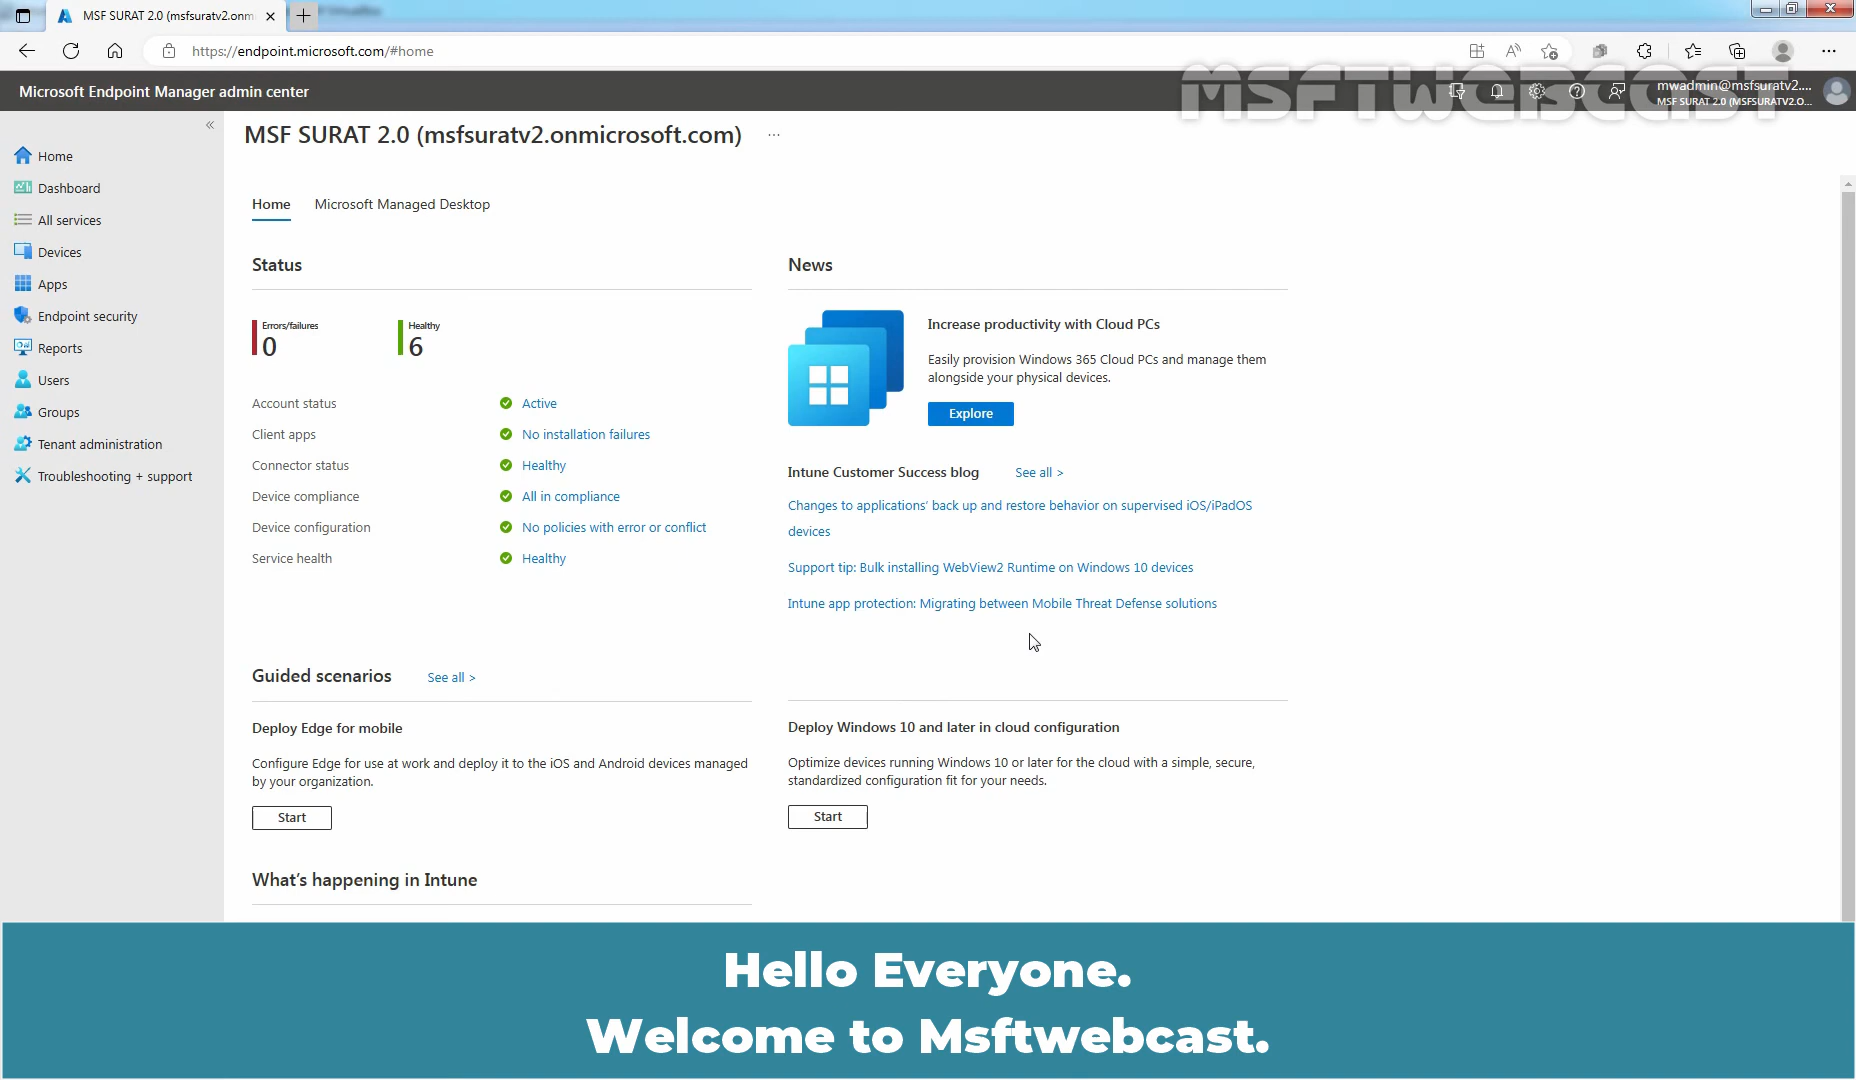 MSF SURAT 2.0 (msfsuratv2.onm
https://endpoint.microsoft.com/#home
MSFTWEBCAST
Microsoft Endpoint Manager admin center
mwadmin@msfsuratv2....
MSF SURAT 2.0 (MSFSURATV2.O...
MSF SURAT 2.0 (msfsuratv2.onmicrosoft.com)
Home
Dashboard
All services
Devices
Apps
Endpoint security
Reports
Users
Groups
Tenant administration
Troubleshooting + support
Home
Microsoft Managed Desktop
Status
Errors/failures
0
Healthy
6
Account status
Active
Client apps
No installation failures
Connector status
Healthy
Device compliance
All in compliance
Device configuration
No policies with error or conflict
Service health
Healthy
News
Increase productivity with Cloud PCs
Easily provision Windows 365 Cloud PCs and manage them
alongside your physical devices.
Explore
Intune Customer Success blog
See all >
Changes to applications’ back up and restore behavior on supervised iOS/iPadOS
devices
Support tip: Bulk installing WebView2 Runtime on Windows 10 devices
Intune app protection: Migrating between Mobile Threat Defense solutions
Guided scenarios
See all >
Deploy Edge for mobile
Configure Edge for use at work and deploy it to the iOS and Android devices managed
by your organization.
Start
Deploy Windows 10 and later in cloud configuration
Optimize devices running Windows 10 or later for the cloud with a simple, secure,
standardized configuration fit for your needs.
Start
What’s happening in Intune
Hello Everyone.
Welcome to Msftwebcast.